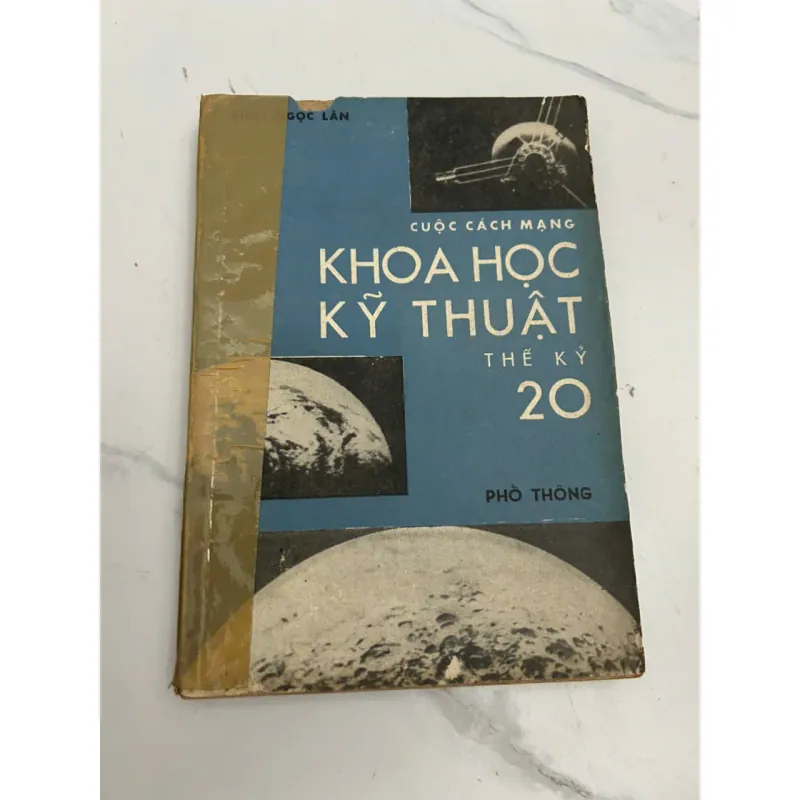 NGỌC LÂN
CUỘC CÁCH MẠNG
KHOA HỌC
KỸ THUẬT
THẾ KỶ
20
PHỔ THÔNG